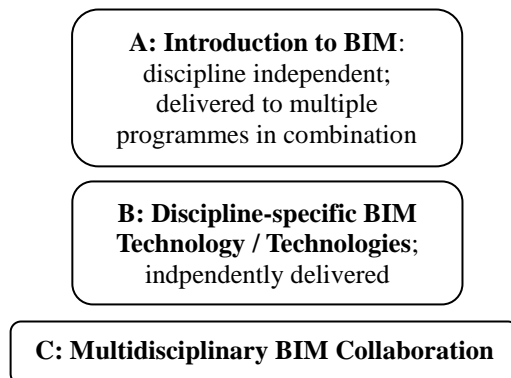 A: Introduction to BIM:
discipline independent;
delivered to multiple
programmes in combination
B: Discipline-specific BIM
Technology / Technologies;
indpendently delivered
C: Multidisciplinary BIM Collaboration